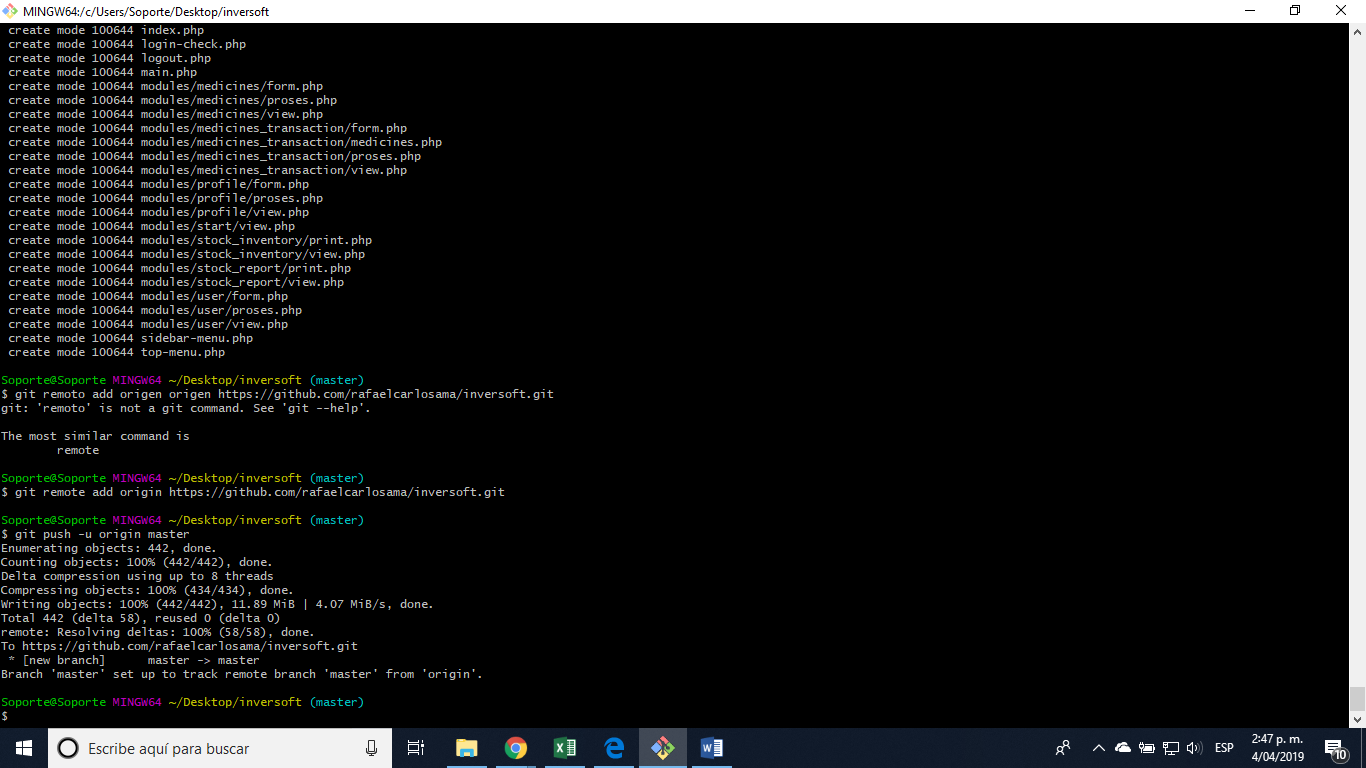 MINGW64:/c/Users/Soporte/Desktop/inversoft
create mode 100644 index.php
create mode 100644 login-check.php
create mode 100644 logout.php
create mode 100644 main.php
create mode 100644 modules/medicines/form.php
create mode 100644 modules/medicines/proses.php
create mode 100644 modules/medicines/view.php
create mode 100644 modules/medicines_transaction/form.php
create mode 100644 modules/medicines_transaction/medicines.php
create mode 100644 modules/medicines_transaction/proses.php
create mode 100644 modules/medicines_transaction/view.php
create mode 100644 modules/profile/form.php
create mode 100644 modules/profile/proses.php
create mode 100644 modules/profile/view.php
create mode 100644 modules/start/view.php
create mode 100644 modules/stock_inventory/print.php
create mode 100644 modules/stock_inventory/view.php
create mode 100644 modules/stock_report/print.php
create mode 100644 modules/stock_report/view.php
create mode 100644 modules/user/form.php
create mode 100644 modules/user/proses.php
create mode 100644 modules/user/view.php
create mode 100644 sidebar-menu.php
create mode 100644 top-menu.php
Soporte@Soporte MINGW64 ~/Desktop/inversoft (master)
$ git remoto add origen origen https://github.com/rafaelcarlosama/inversoft.git
git: 'remoto' is not a git command. See 'git --help'.
The most similar command is
remote
Soporte@Soporte MINGW64 ~/Desktop/inversoft (master)
$ git remote add origin https://github.com/rafaelcarlosama/inversoft.git
Soporte@Soporte MINGW64 ~/Desktop/inversoft (master)
$ git push -u origin master
Enumerating objects: 442, done.
Counting objects: 100% (442/442), done.
Delta compression using up to 8 threads
Compressing objects: 100% (434/434), done.
Writing objects: 100% (442/442), 11.89 MiB | 4.07 MiB/s, done.
Total 442 (delta 58), reused 0 (delta 0)
remote: Resolving deltas: 100% (58/58), done.
To https://github.com/rafaelcarlosama/inversoft.git
* [new branch]      master -> master
Branch 'master' set up to track remote branch 'master' from 'origin'.
Soporte@Soporte MINGW64 ~/Desktop/inversoft (master)
$
Escribe aquí para buscar
ESP
2:47 p. m.
4/04/2019
10